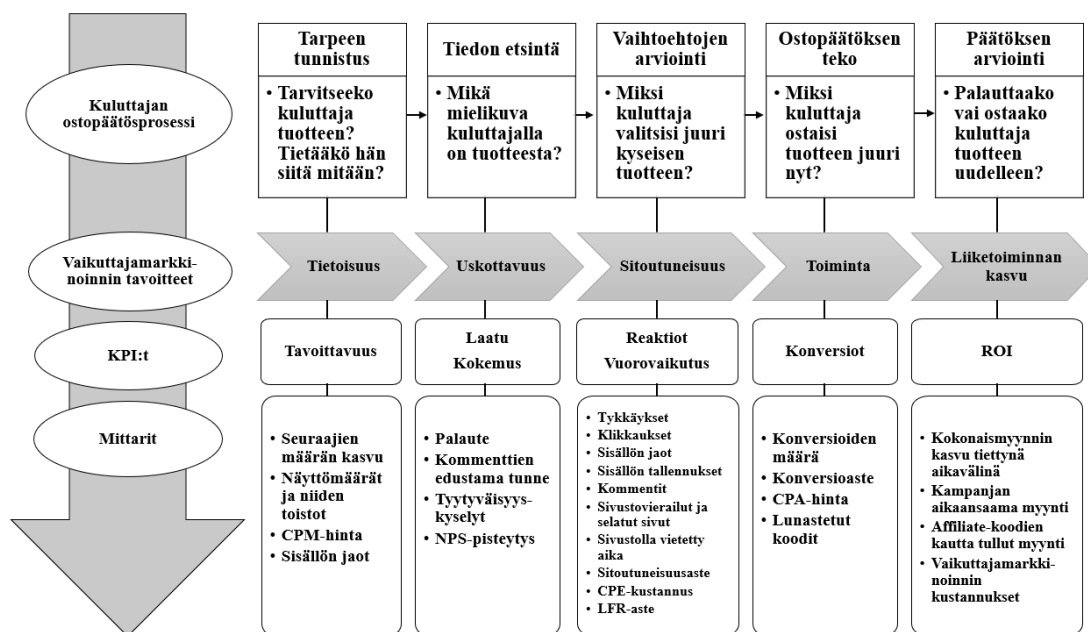 Kuluttajan
ostopäätösprosessi
Tarpeen
tunnistus
• Tarvitseeko
kuluttaja
tuotteen?
Tietääkö hän
siitä mitään?
Tiedon etsintä
• Mikä
mielikuva
kuluttajalla
on tuotteesta?
Vaihtoehtojen
arviointi
• Miksi
kuluttaja
valitsisi juuri
kyseisen
tuotteen?
Ostopäätöksen
teko
• Miksi
kuluttaja
ostaisi
tuotteen juuri
nyt?
Päätöksen
arviointi
• Palauttaako
vai ostaako
kuluttaja
tuotteen
uudelleen?
Vaikuttajamarkki-
noinnin tavoitteet
Tietoisuus
Uskottavuus
Sitoutuneisuus
Toiminta
Liiketoiminnan
kasvu
KPI:t
Tavoittavuus
Laatu
Kokemus
Reaktiot
Vuorovaikutus
Konversiot
ROI
Mittarit
• Seuraajien
määrän kasvu
• Näyttömäärät
ja niiden
toistot
• CPM-hinta
• Sisällön jaot
• Palaute
• Kommenttien
edustama tunne
• Tyytyväisyys-
kyselyt
• NPS-pisteytys
• Tykkäykset
• Klikkaukset
• Sisällön jaot
• Sisällön tallennukset
• Kommentit
• Sivustovierailut ja
selatut sivut
• Sivustolla vietetty
aika
• Sitoutuneisuusaste
• CPE-kustannus
• LFR-aste
• Konversioiden
määrä
• Konversioaste
• CPA-hinta
• Lunastetut
koodit
• Kokonaismyynnin
kasvu tiettynä
aikavälinä
• Kampanjan
aikaansaama myynti
• Affiliate-koodien
kautta tullut myynti
• Vaikuttajamarkki-
noinnin
kustannukset